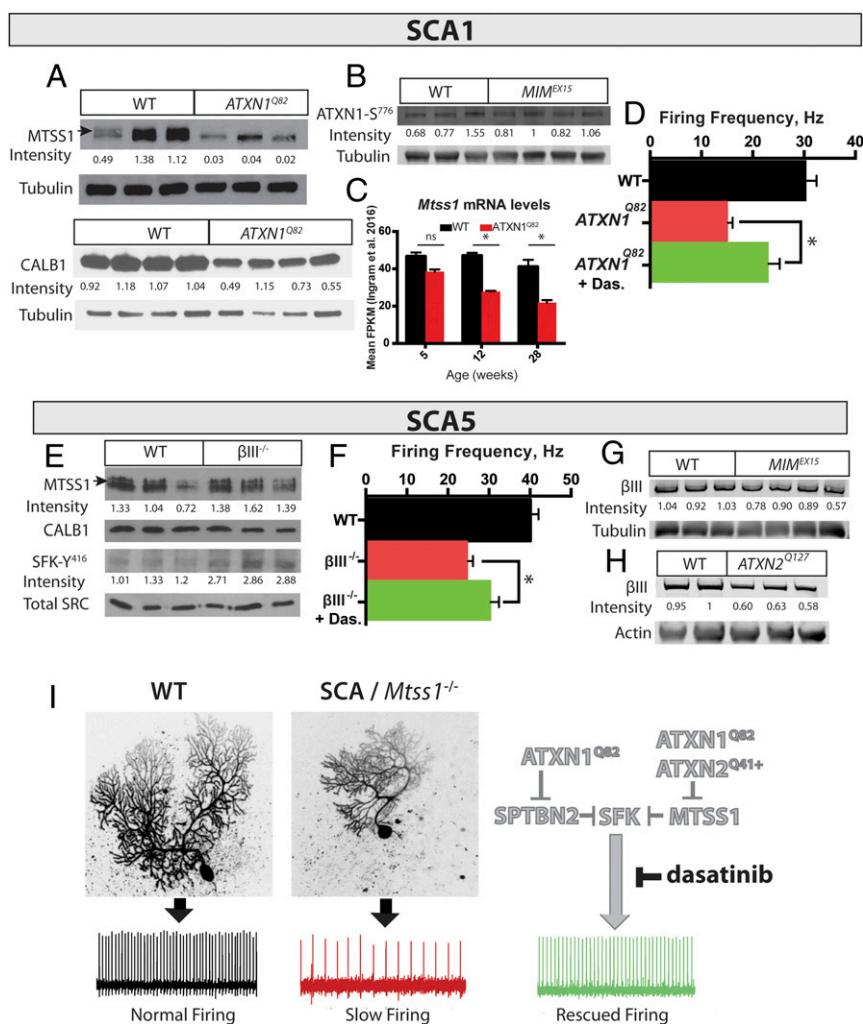 SCA1
A
WT ATXN1Q82
MTSS1
Intensity
0.49 1.38 1.12 0.03 0.04 0.02
Tubulin
WT ATXN1Q82
CALB1
Intensity
0.92 1.18 1.07 1.04 0.49 1.15 0.73 0.55
Tubulin
B
WT MIMEX15
ATXN1-S776
Intensity
0.68 0.77 1.55 0.81 1 0.82 1.06
Tubulin
C
Mtss1 mRNA levels
WT ATXN1Q82
ns * *
Mean FPKM (Ingram et al. 2016)
60
40
20
0
5 12 28
Age (weeks)
D
Firing Frequency, Hz
0 10 20 30 40
WT
ATXN1Q82
ATXN1Q82
+ Das.
*
SCA5
E
WT βIII-/-
MTSS1
Intensity
1.33 1.04 0.72 1.38 1.62 1.39
CALB1
SFK-Y416
Intensity
1.01 1.33 1.2 2.71 2.86 2.88
Total SRC
F
Firing Frequency, Hz
0 10 20 30 40 50
WT
βIII-/-
βIII-/-
+ Das.
*
G
WT MIMEX15
βIII
Intensity
1.04 0.92 1.03 0.78 0.90 0.89 0.57
Tubulin
H
WT ATXN2Q127
βIII
Intensity
0.95 1 0.60 0.63 0.58
Actin
I
WT
SCA / Mtss1-/-
Normal Firing
Slow Firing
ATXN1Q82
ATXN1Q82
ATXN2Q41+
SPTBN2 SFK MTSS1
dasatinib
Rescued Firing